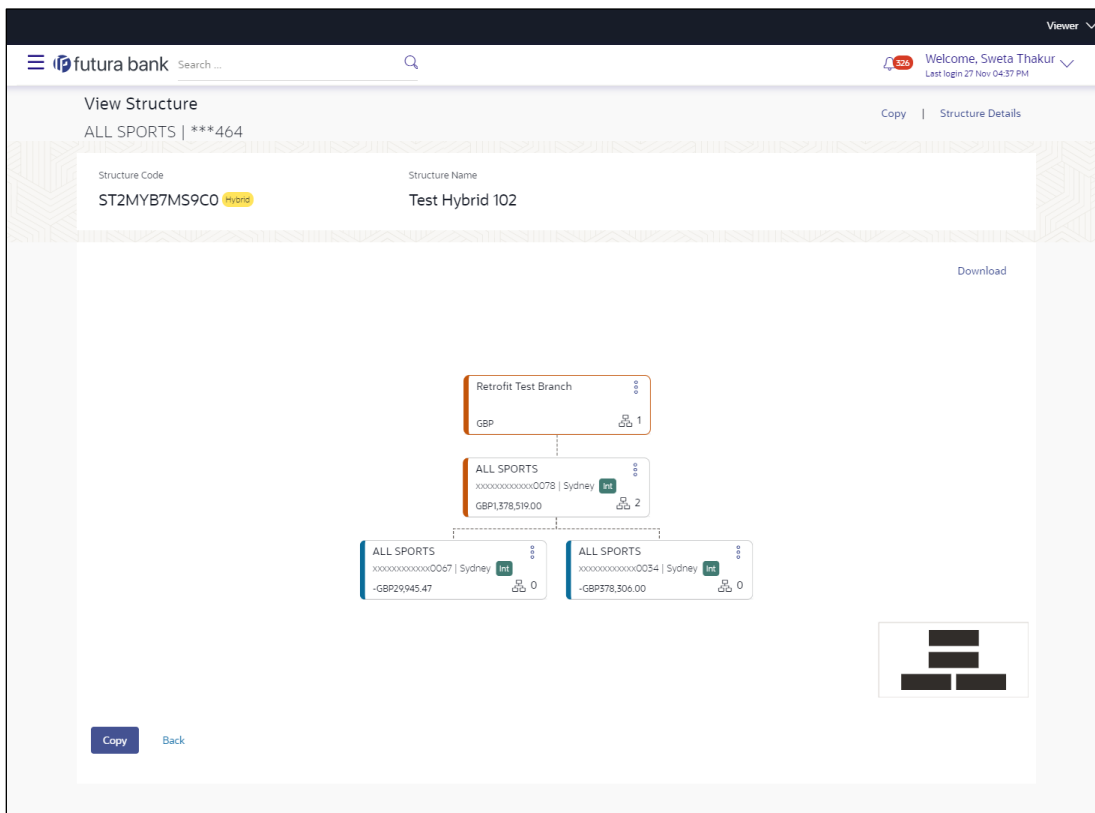 Viewer
futura bank Search ... 326 Welcome, Sweta Thakur
Last login 27 Nov 04:37 PM
View Structure
Copy | Structure Details
ALL SPORTS | ***464
Structure Code Structure Name
ST2MYB7MS9C0 Hybrid Test Hybrid 102
Download
Retrofit Test Branch
GBP 1
ALL SPORTS
xxxxxxxxxxxx0078 | Sydney Int
GBP1,378,519.00 2
ALL SPORTS ALL SPORTS
xxxxxxxxxxxx0067 | Sydney Int xxxxxxxxxxxx0034 | Sydney Int
-GBP29,945.47 0 -GBP378,306.00 0
Copy Back